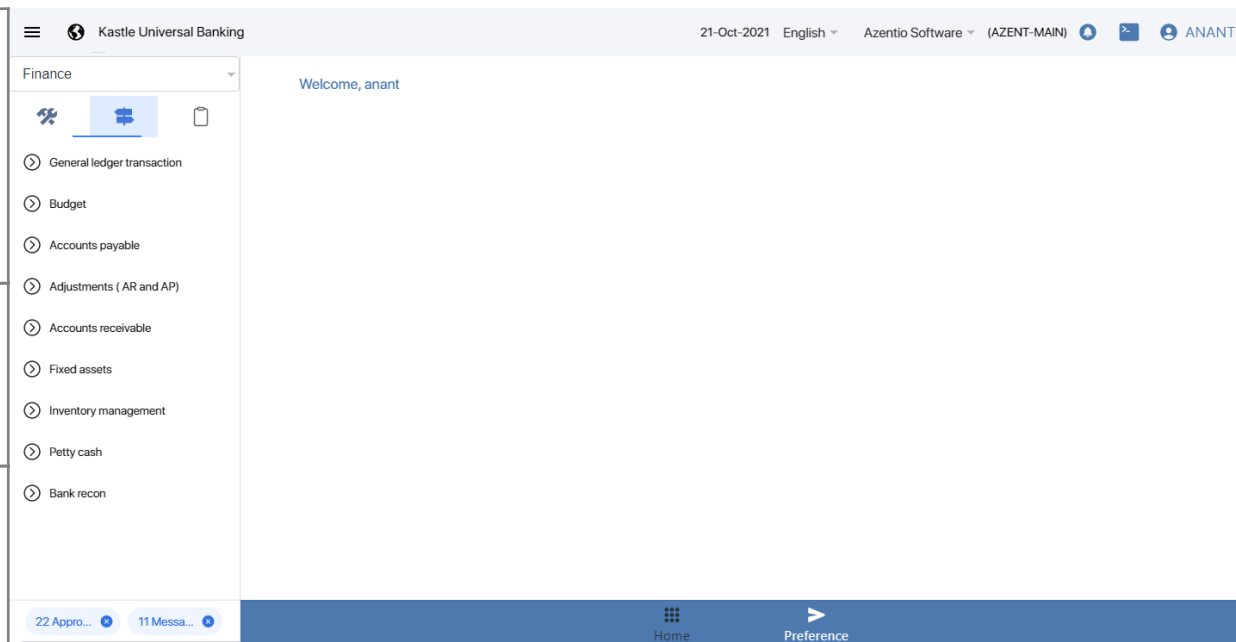 Kastle Universal Banking
21-Oct-2021 English Azentio Software (AZENT-MAIN) ANANT
Finance
Welcome, anant
General ledger transaction
Budget
Accounts payable
Adjustments ( AR and AP)
Accounts receivable
Fixed assets
Inventory management
Petty cash
Bank recon
22 Appro... 11 Messa...
Home Preference